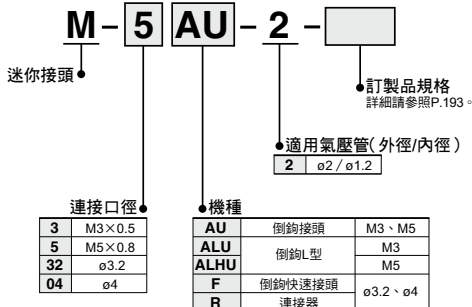 M-5AU-2-
迷你接頭
訂製品規格
詳細請參照P.193。
適用氣壓管(外徑/內徑)
2 ø2/ø1.2
連接口徑
3 M3×0.5
5 M5×0.8
32 ø3.2
04 ø4
機種
AU 倒鉤接頭 M3、M5
ALU 倒鉤L型 M3
ALHU M5
F 倒鉤快速接頭 ø3.2、ø4
R 連接器